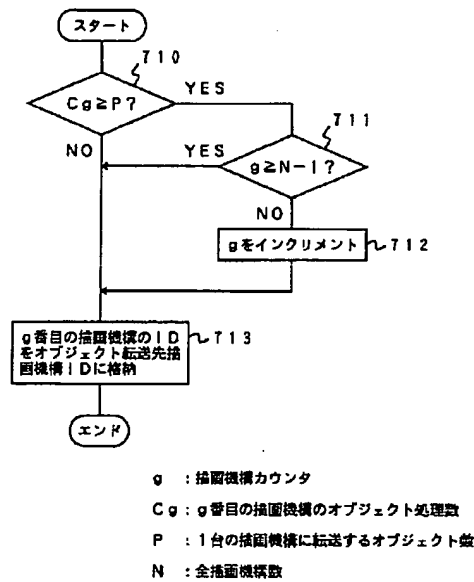 スタート
710
Cg≧P?
YES
NO
711
YES
g≧N-1?
NO
gをインクリメント
712
g番目の描画機構のID
をオブジェクト転送先描
画機構IDに格納
713
エンド
g :描画機構カウンタ
Cg:g番目の描画機構のオブジェクト処理数
P :1台の描画機構に転送するオブジェクト数
N :全描画機構数